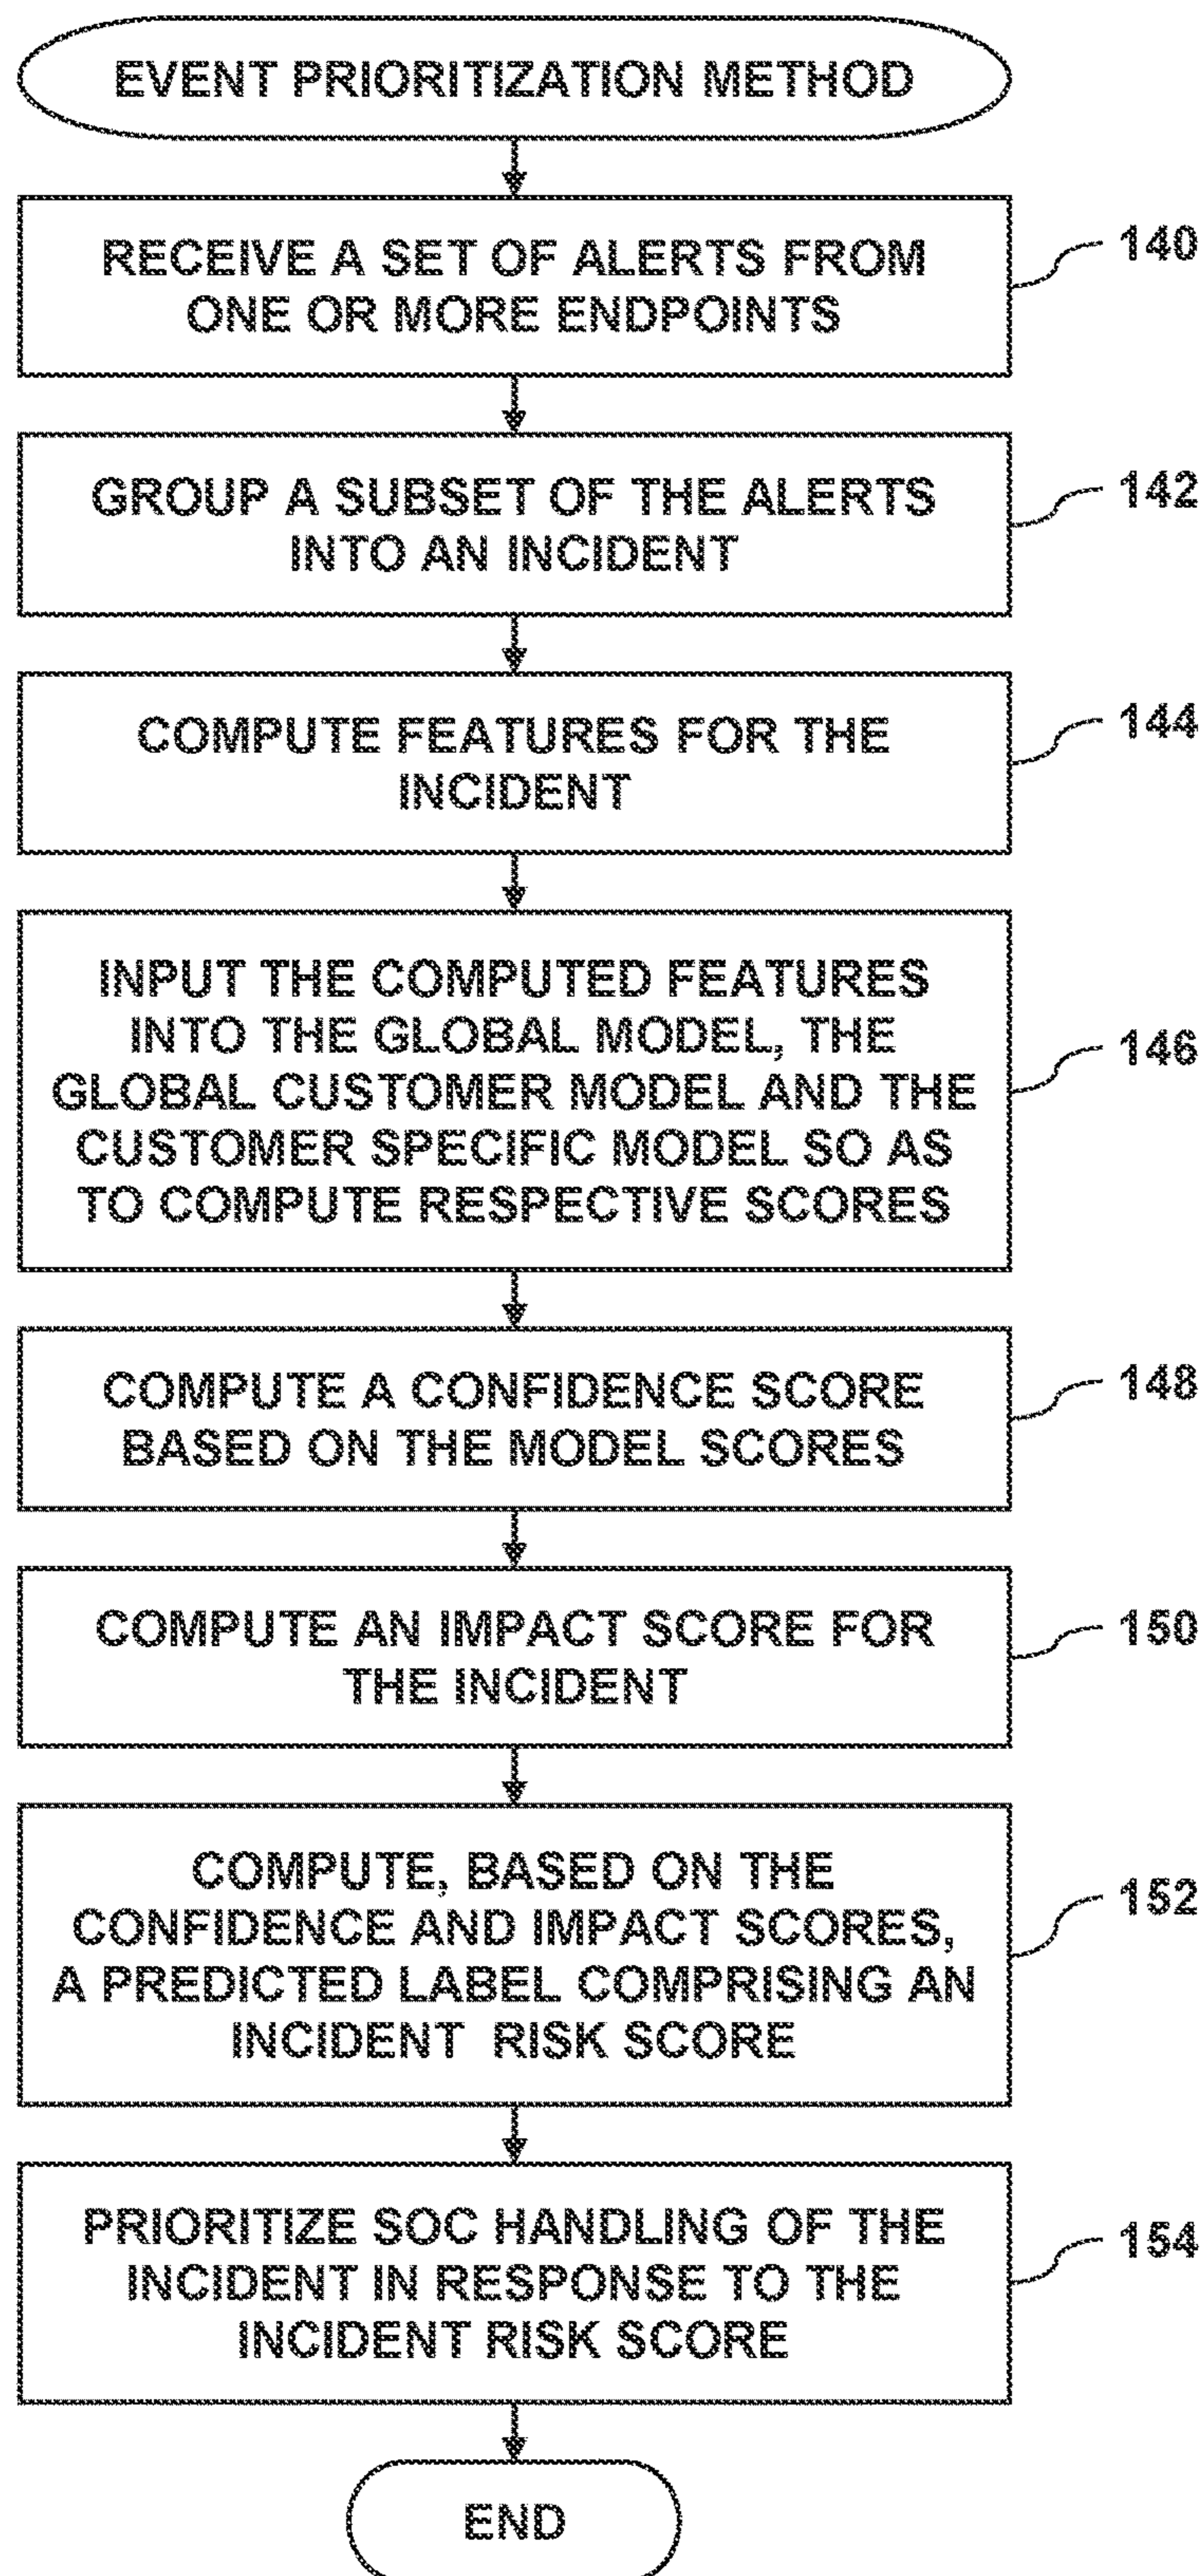 EVENT PRIORITIZATION METHOD
RECEIVE A SET OF ALERTS FROM
ONE OR MORE ENDPOINTS
140
GROUP A SUBSET OF THE ALERTS
INTO AN INCIDENT
142
COMPUTE FEATURES FOR THE
INCIDENT
144
INPUT THE COMPUTED FEATURES
INTO THE GLOBAL MODEL, THE
GLOBAL CUSTOMER MODEL AND THE
CUSTOMER SPECIFIC MODEL SO AS
TO COMPUTE RESPECTIVE SCORES
146
COMPUTE A CONFIDENCE SCORE
BASED ON THE MODEL SCORES
148
COMPUTE AN IMPACT SCORE FOR
THE INCIDENT
150
COMPUTE, BASED ON THE
CONFIDENCE AND IMPACT SCORES,
A PREDICTED LABEL COMPRISING AN
INCIDENT RISK SCORE
152
PRIORITIZE SOC HANDLING OF THE
INCIDENT IN RESPONSE TO THE
INCIDENT RISK SCORE
154
END